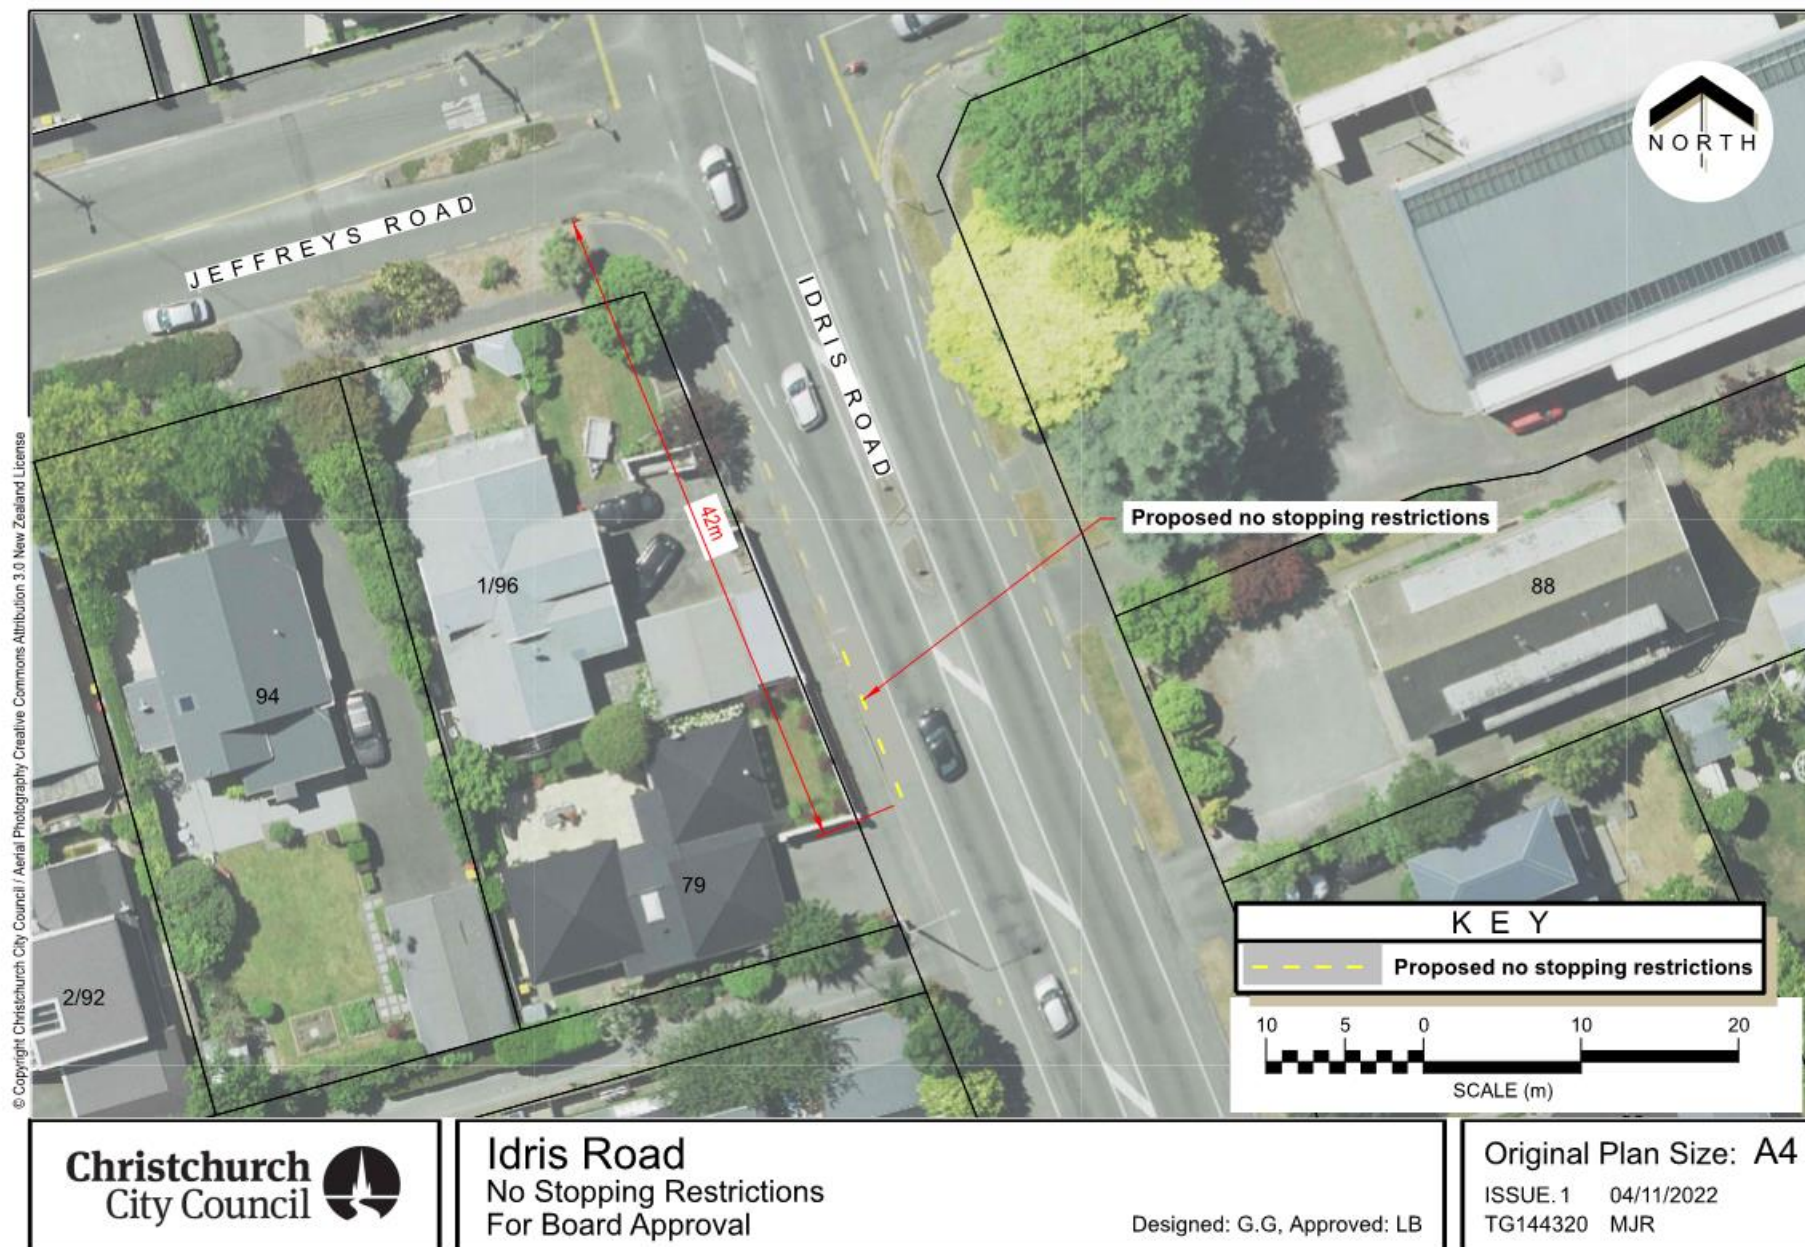 NORTH
JEFFREYS ROAD
IDRIS ROAD
42m
Proposed no stopping restrictions
1/96
88
94
79
2/92
© Copyright Christchurch City Council / Aerial Photography Creative Commons Attribution 3.0 New Zealand License
KEY
Proposed no stopping restrictions
10 5 0 10 20
SCALE (m)
Christchurch
City Council
Idris Road
No Stopping Restrictions
For Board Approval
Designed: G.G, Approved: LB
Original Plan Size: A4
ISSUE.1 04/11/2022
TG144320 MJR